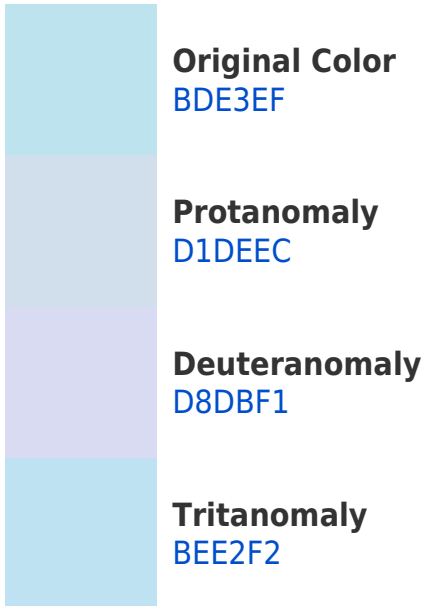 Original Color
BDE3EF
Protanomaly
D1DEEC
Deuteranomaly
D8DBF1
Tritanomaly
BEE2F2